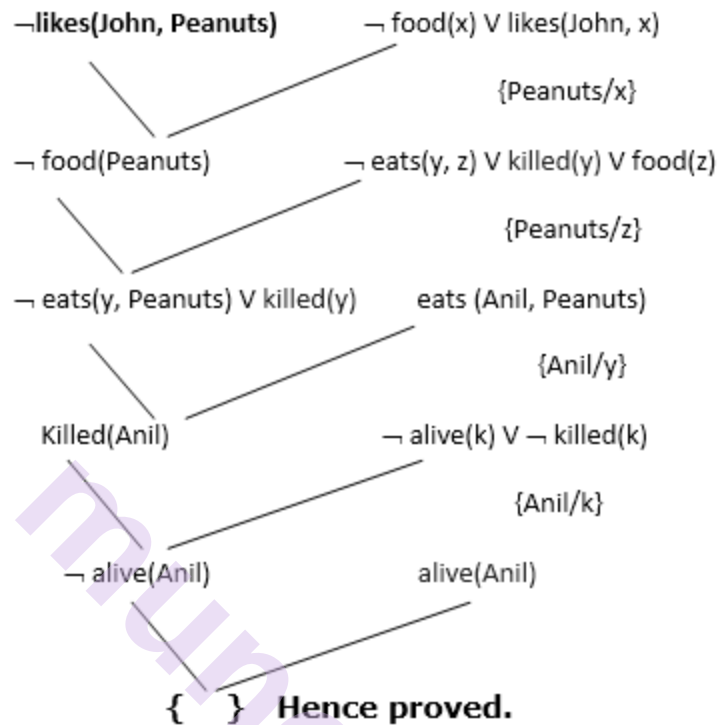 ¬likes(John, Peanuts) ¬ food(x) V likes(John, x)
{Peanuts/x}
¬ food(Peanuts) ¬ eats(y, z) V killed(y) V food(z)
{Peanuts/z}
¬ eats(y, Peanuts) V killed(y) eats (Anil, Peanuts)
{Anil/y}
Killed(Anil) ¬ alive(k) V ¬ killed(k)
{Anil/k}
¬ alive(Anil) alive(Anil)
{ } Hence proved.